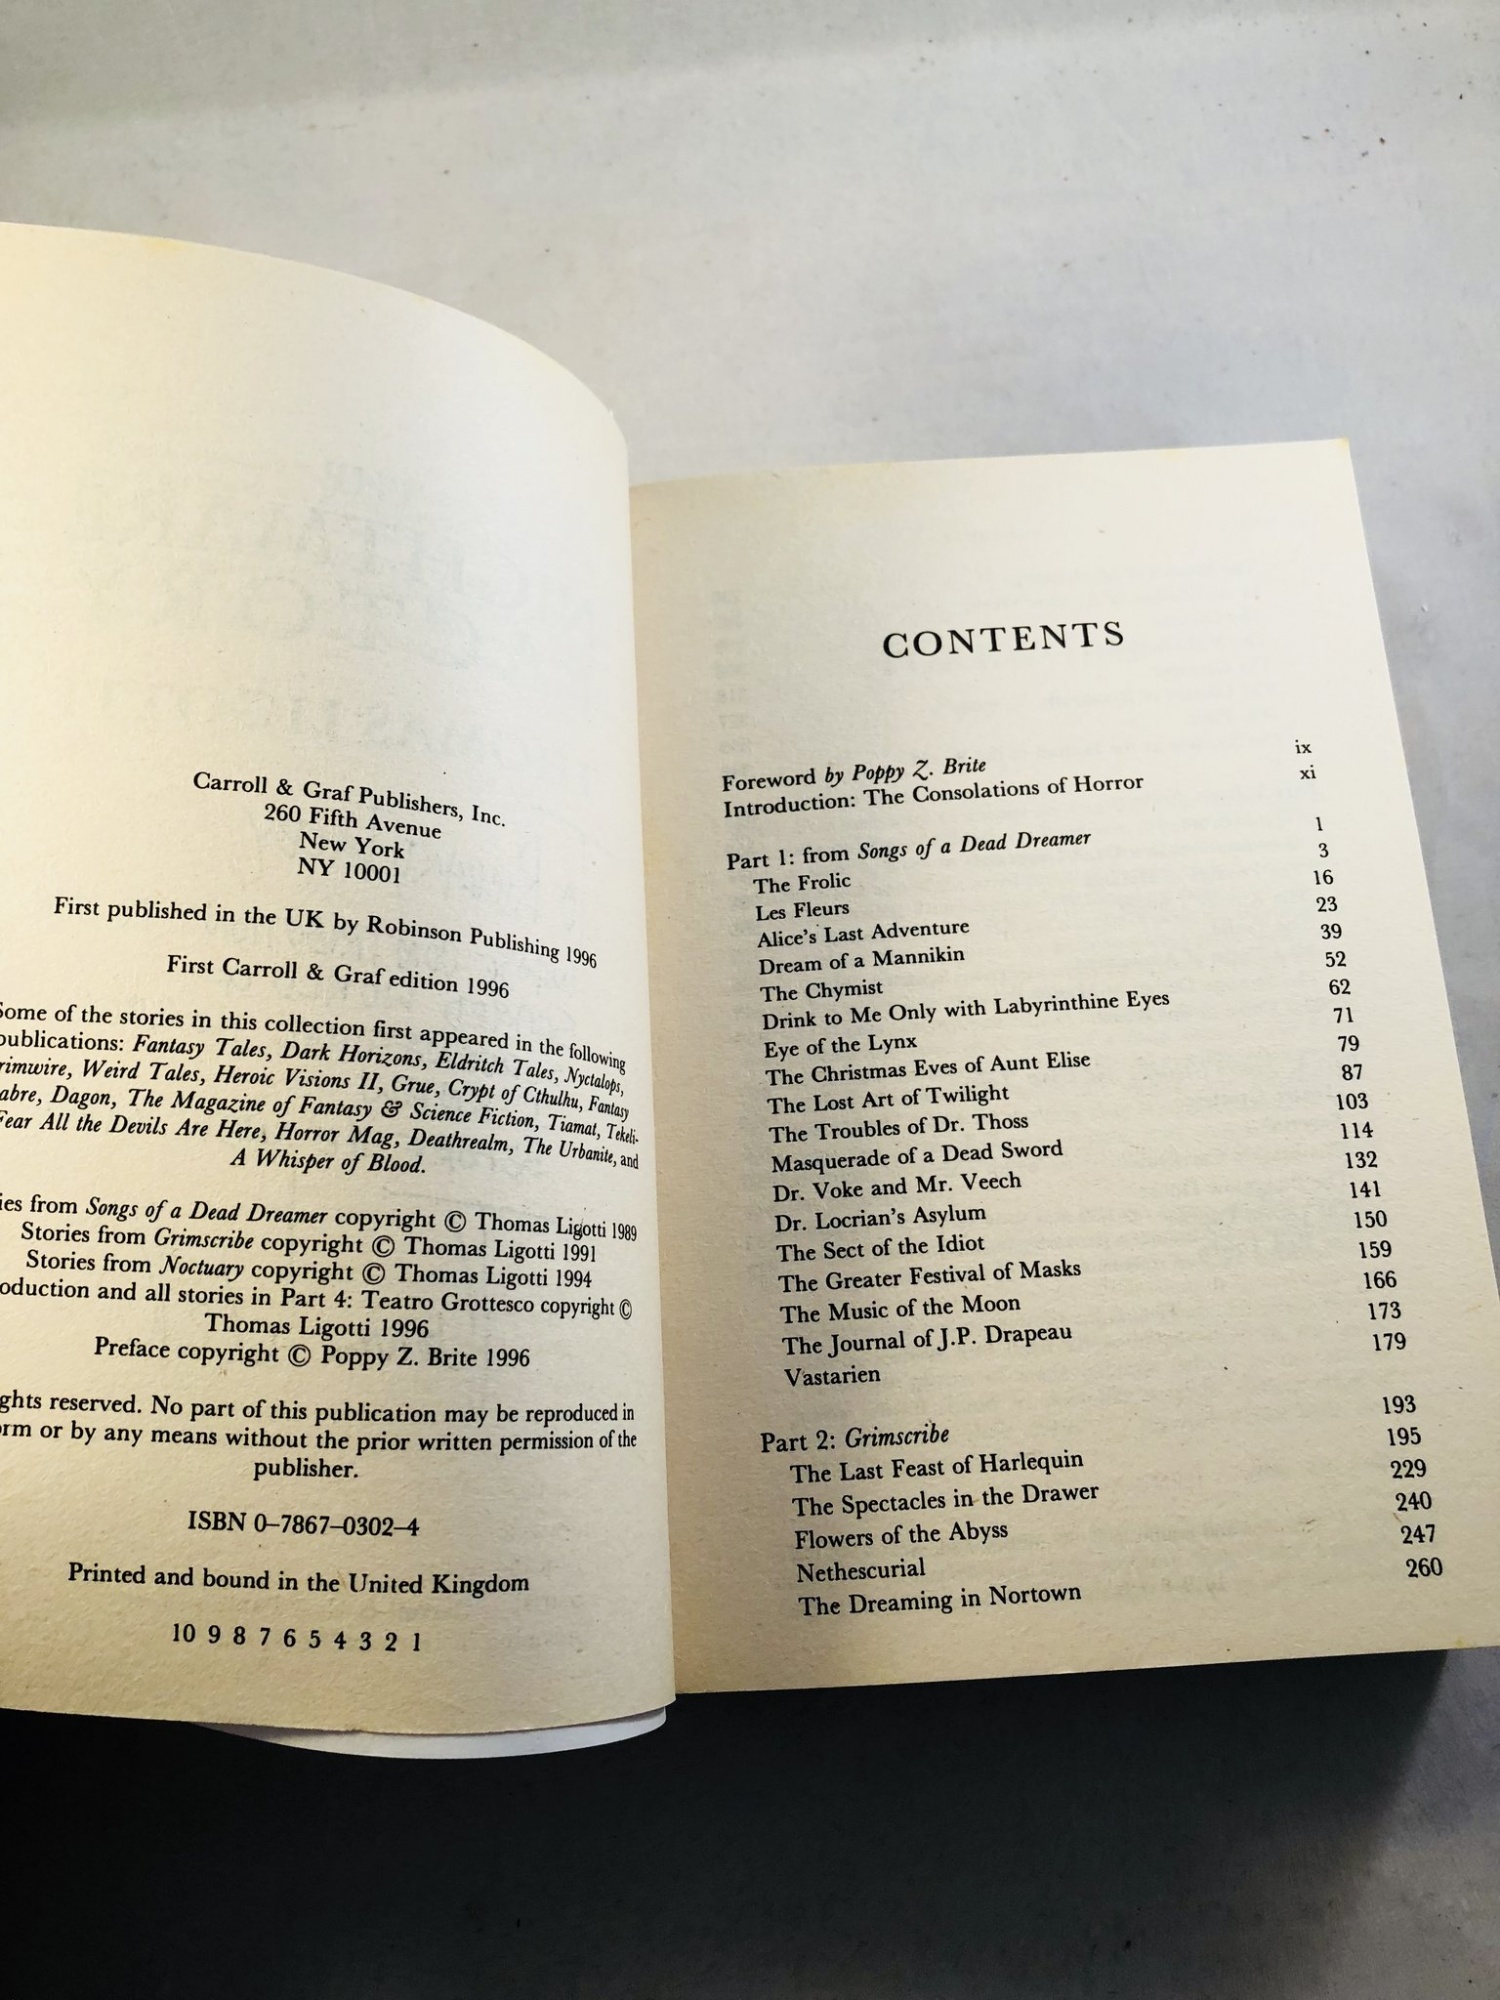 Carroll & Graf Publishers, Inc.
260 Fifth Avenue
New York
NY 10001
First published in the UK by Robinson Publishing 1996
First Carroll & Graf edition 1996
Some of the stories in this collection first appeared in the following
publications: Fantasy Tales, Dark Horizons, Eldritch Tales, Nyctalops,
rimwire, Weird Tales, Heroic Visions II, Grue, Crypt of Cthulhu, Fantasy
abre, Dagon, The Magazine of Fantasy & Science Fiction, Tiamat, Tekeli-
Fear All the Devils Are Here, Horror Mag, Deathrealm, The Urbanite, and
A Whisper of Blood.
ies from Songs of a Dead Dreamer copyright © Thomas Ligotti 1989
Stories from Grimscribe copyright © Thomas Ligotti 1991
Stories from Noctuary copyright © Thomas Ligotti 1994
oduction and all stories in Part 4: Teatro Grottesco copyright ©
Thomas Ligotti 1996
Preface copyright © Poppy Z. Brite 1996
ghts reserved. No part of this publication may be reproduced in
rm or by any means without the prior written permission of the
publisher.
ISBN 0–7867–0302–4
Printed and bound in the United Kingdom
10 9 8 7 6 5 4 3 2 1
CONTENTS
Foreword by Poppy Z. Brite ix
Introduction: The Consolations of Horror xi
Part 1: from Songs of a Dead Dreamer 1
The Frolic 3
Les Fleurs 16
Alice's Last Adventure 23
Dream of a Mannikin 39
The Chymist 52
Drink to Me Only with Labyrinthine Eyes 62
Eye of the Lynx 71
The Christmas Eves of Aunt Elise 79
The Lost Art of Twilight 87
The Troubles of Dr. Thoss 103
Masquerade of a Dead Sword 114
Dr. Voke and Mr. Veech 132
Dr. Locrian's Asylum 141
The Sect of the Idiot 150
The Greater Festival of Masks 159
The Music of the Moon 166
The Journal of J.P. Drapeau 173
Vastarien 179
Part 2: Grimscribe 193
The Last Feast of Harlequin 195
The Spectacles in the Drawer 229
Flowers of the Abyss 240
Nethescurial 247
The Dreaming in Nortown 260